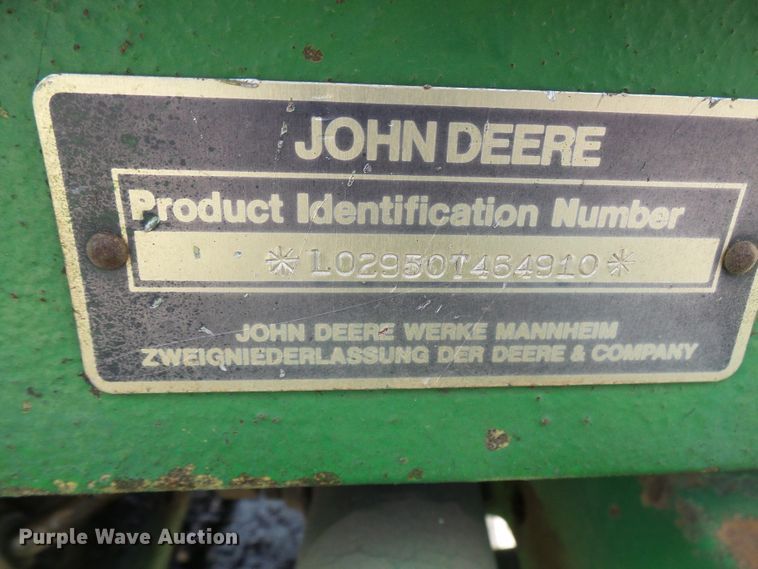 JOHN DEERE
Product Identification Number
*L02950T464910*
JOHN DEERE WERKE MANNHEIM
ZWEIGNIEDERLASSUNG DER DEERE & COMPANY
Purple Wave Auction®